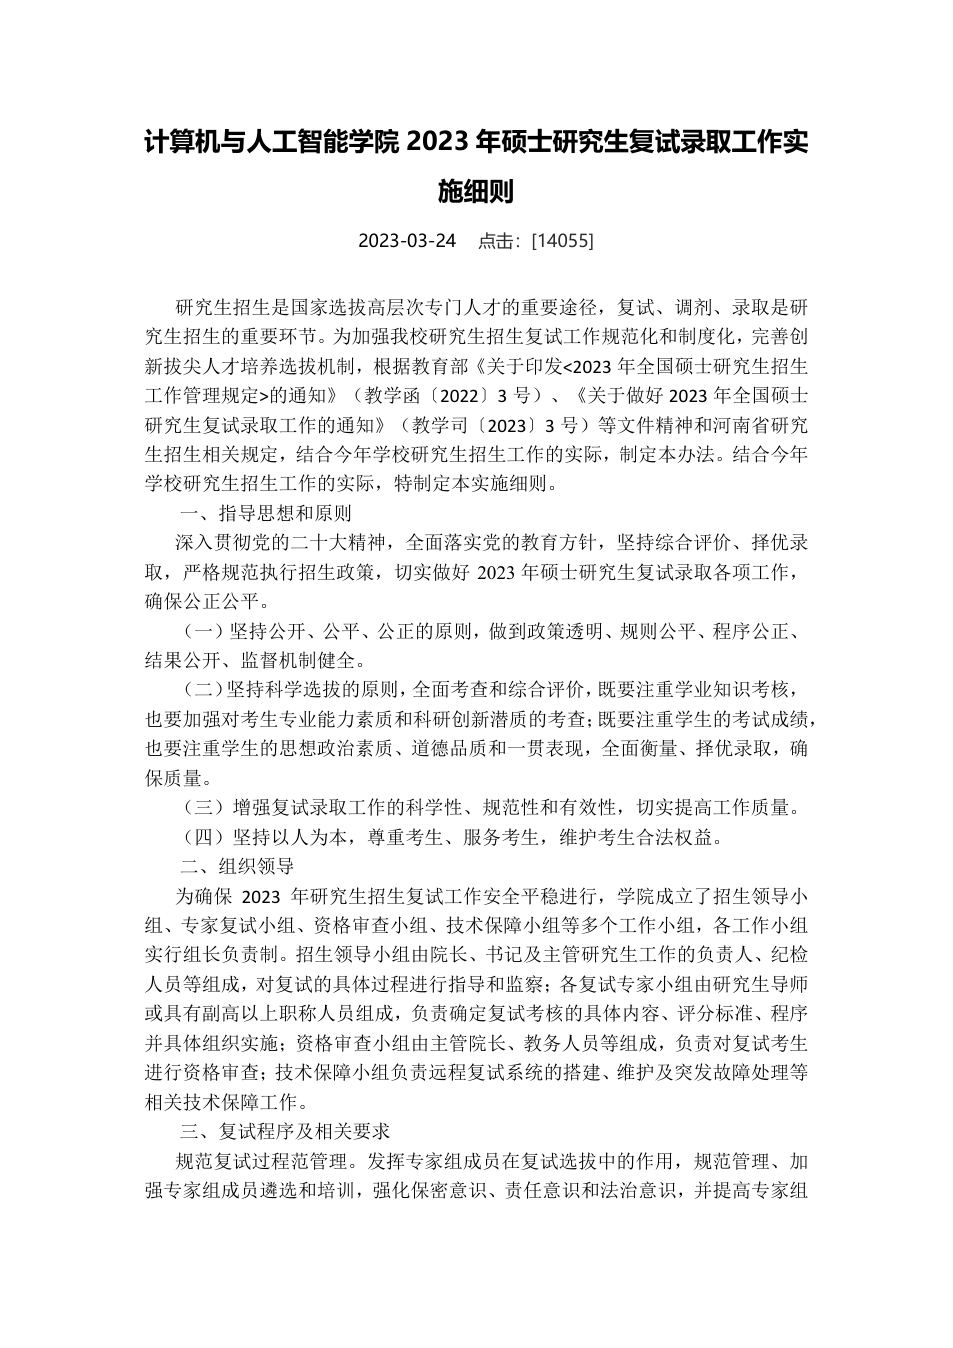 计算机与人工智能学院 2023 年硕士研究生复试录取工作实
施细则
2023-03-24 点击：[14055]
研究生招生是国家选拔高层次专门人才的重要途径，复试、调剂、录取是研
究生招生的重要环节。为加强我校研究生招生复试工作规范化和制度化，完善创
新拔尖人才培养选拔机制，根据教育部《关于印发<2023 年全国硕士研究生招生
工作管理规定>的通知》（教学函〔2022〕3 号）、《关于做好 2023 年全国硕士
研究生复试录取工作的通知》（教学司〔2023〕3 号）等文件精神和河南省研究
生招生相关规定，结合今年学校研究生招生工作的实际，制定本办法。结合今年
学校研究生招生工作的实际，特制定本实施细则。
一、指导思想和原则
深入贯彻党的二十大精神，全面落实党的教育方针，坚持综合评价、择优录
取，严格规范执行招生政策，切实做好 2023 年硕士研究生复试录取各项工作，
确保公正公平。
（一）坚持公开、公平、公正的原则，做到政策透明、规则公平、程序公正、
结果公开、监督机制健全。
（二）坚持科学选拔的原则，全面考查和综合评价，既要注重学业知识考核，
也要加强对考生专业能力素质和科研创新潜质的考查；既要注重学生的考试成绩，
也要注重学生的思想政治素质、道德品质和一贯表现，全面衡量、择优录取，确
保质量。
（三）增强复试录取工作的科学性、规范性和有效性，切实提高工作质量。
（四）坚持以人为本，尊重考生、服务考生，维护考生合法权益。
二、组织领导
为确保 2023 年研究生招生复试工作安全平稳进行，学院成立了招生领导小
组、专家复试小组、资格审查小组、技术保障小组等多个工作小组，各工作小组
实行组长负责制。招生领导小组由院长、书记及主管研究生工作的负责人、纪检
人员等组成，对复试的具体过程进行指导和监察；各复试专家小组由研究生导师
或具有副高以上职称人员组成，负责确定复试考核的具体内容、评分标准、程序
并具体组织实施；资格审查小组由主管院长、教务人员等组成，负责对复试考生
进行资格审查；技术保障小组负责远程复试系统的搭建、维护及突发故障处理等
相关技术保障工作。
三、复试程序及相关要求
规范复试过程范管理。发挥专家组成员在复试选拔中的作用，规范管理、加
强专家组成员遴选和培训，强化保密意识、责任意识和法治意识，并提高专家组